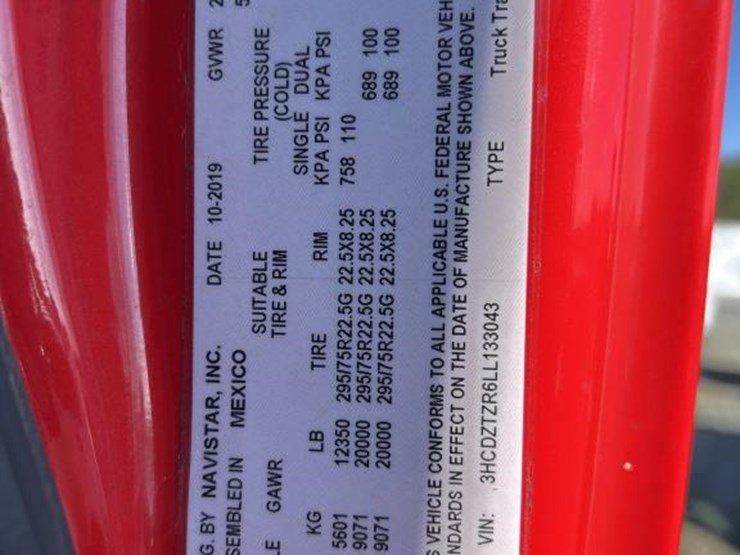 G. BY NAVISTAR, INC. DATE 10-2019 GVWR 2
SEMBLED IN MEXICO 5
SUITABLE TIRE PRESSURE
E GAWR TIRE & RIM (COLD)
SINGLE DUAL
KG LB TIRE RIM KPA PSI KPA PSI
5601 12350 295/75R22.5G 22.5X8.25 758 110
9071 20000 295/75R22.5G 22.5X8.25 689 100
9071 20000 295/75R22.5G 22.5X8.25 689 100
S VEHICLE CONFORMS TO ALL APPLICABLE U.S. FEDERAL MOTOR VEH
NDARDS IN EFFECT ON THE DATE OF MANUFACTURE SHOWN ABOVE.
VIN: 3HCDZTZR6LL133043 TYPE Truck Tra